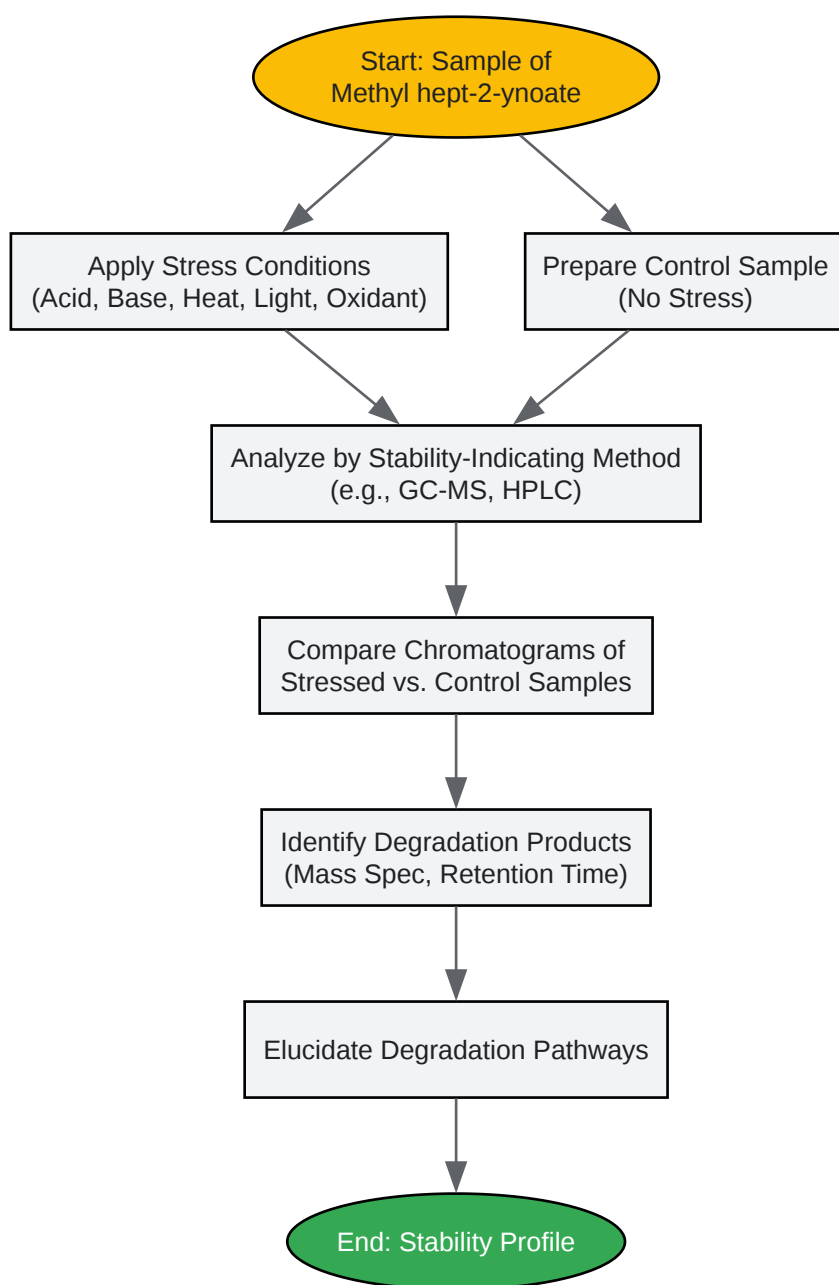 Start: Sample of
Methyl hept-2-ynoate
Apply Stress Conditions
(Acid, Base, Heat, Light, Oxidant)
Prepare Control Sample
(No Stress)
Analyze by Stability-Indicating Method
(e.g., GC-MS, HPLC)
Compare Chromatograms of
Stressed vs. Control Samples
Identify Degradation Products
(Mass Spec, Retention Time)
Elucidate Degradation Pathways
End: Stability Profile